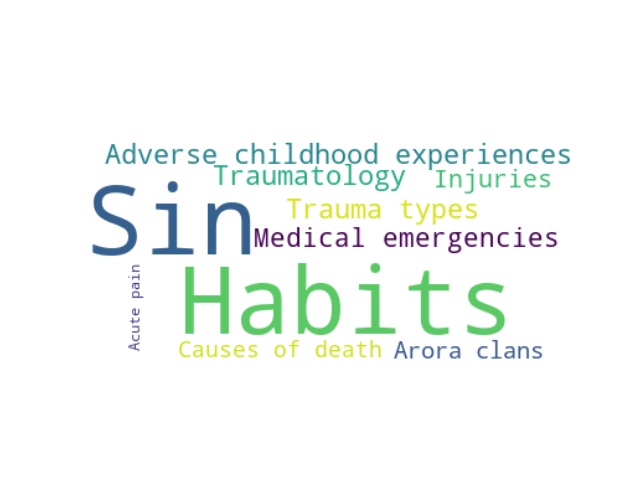 Adverse childhood experiences
Traumatology
Injuries
Sin
Trauma types
Medical emergencies
Habits
Acute pain
Causes of death
Arora clans